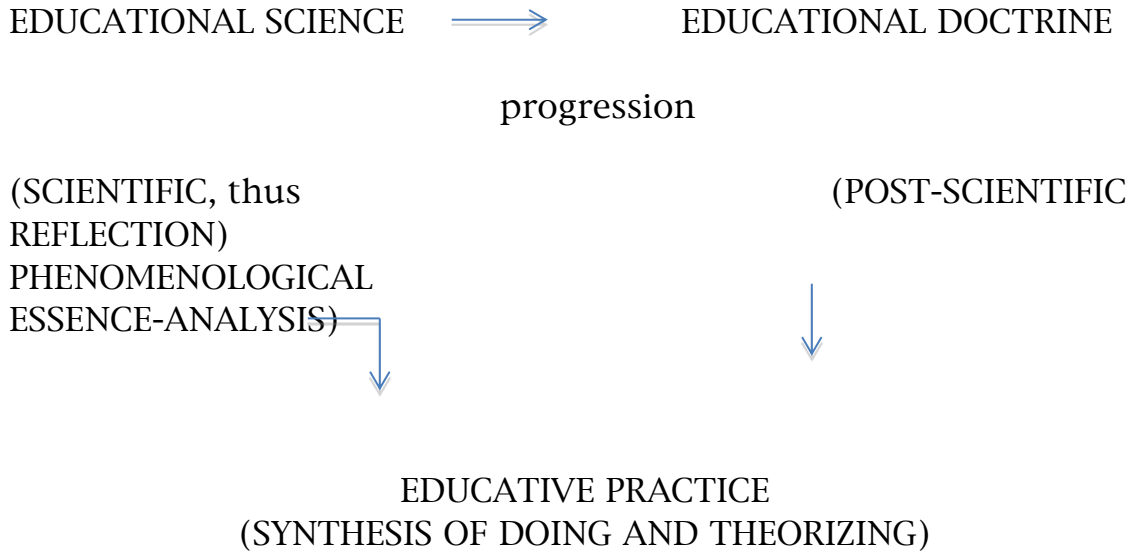 EDUCATIONAL SCIENCE EDUCATIONAL DOCTRINE
progression
(SCIENTIFIC, thus (POST-SCIENTIFIC
REFLECTION)
PHENOMENOLOGICAL
ESSENCE-ANALYSIS)
EDUCATIVE PRACTICE
(SYNTHESIS OF DOING AND THEORIZING)